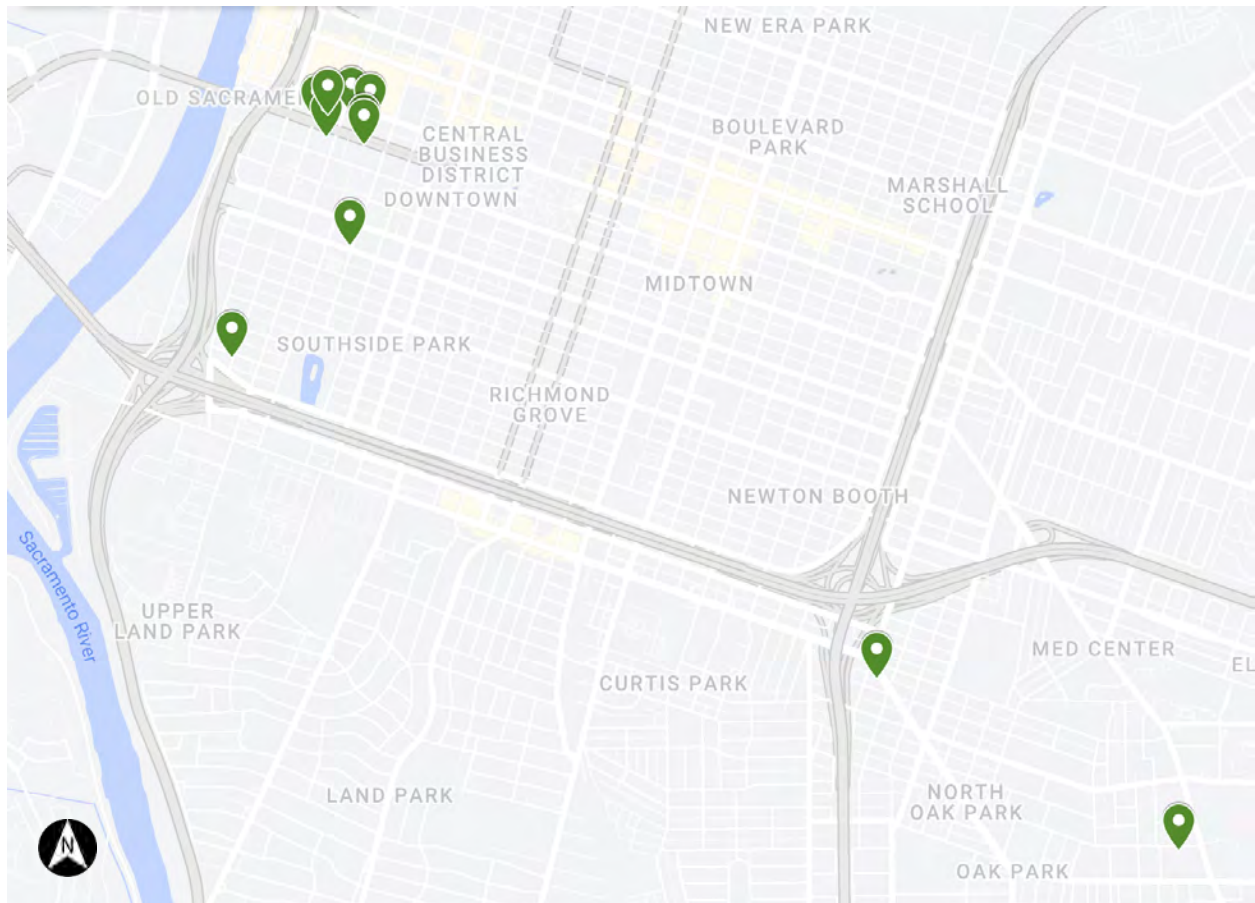 NEW ERA PARK
OLD SACRAME
BOULEVARD
PARK
CENTRAL
BUSINESS
DISTRICT
DOWNTOWN
MARSHALL
SCHOOL
MIDTOWN
SOUTHSIDE PARK
RICHMOND
GROVE
NEWTON BOOTH
Sacramento River
UPPER
LAND PARK
MED CENTER
EL
CURTIS PARK
LAND PARK
NORTH
OAK PARK
OAK PARK
N